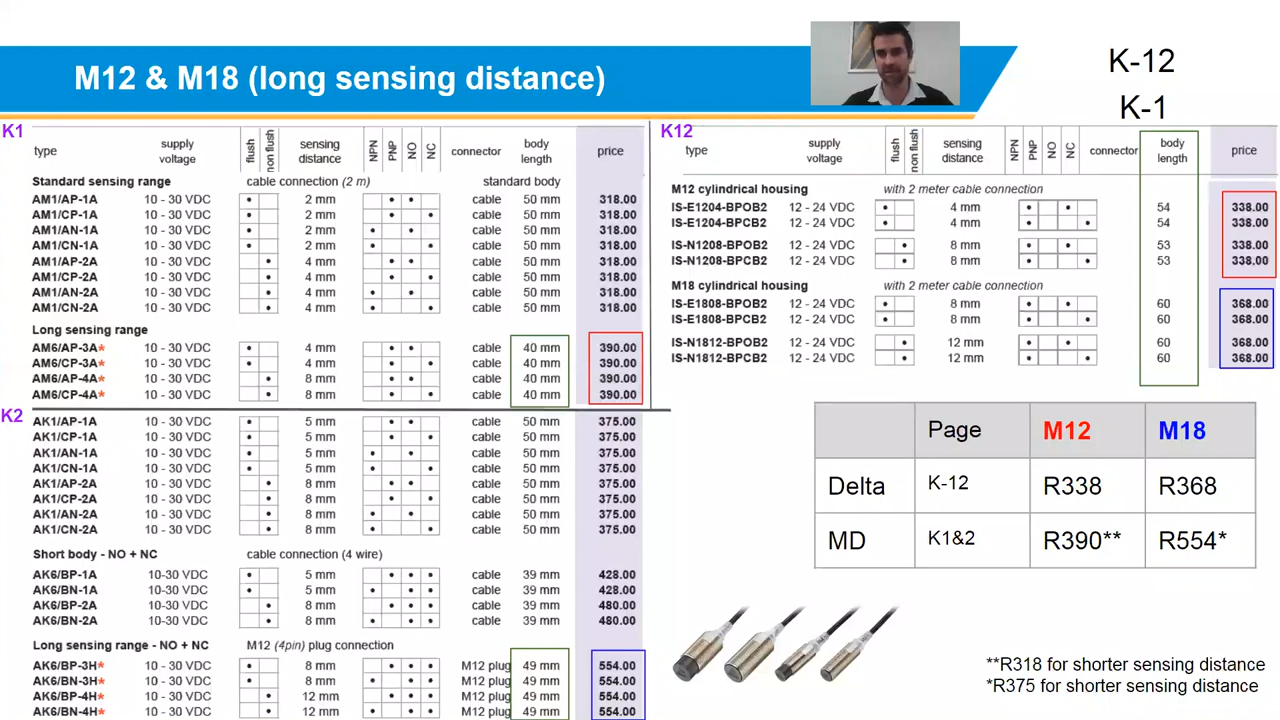 M12 & M18 (long sensing distance)
K-12
K-1
K1
type supply voltage flush non flush sensing distance NPN PNP NO NC connector body length price
Standard sensing range cable connection (2 m) standard body
AM1/AP-1A 10 - 30 VDC • 2 mm • • cable 50 mm 318.00
AM1/CP-1A 10 - 30 VDC • 2 mm • • cable 50 mm 318.00
AM1/AN-1A 10 - 30 VDC • 2 mm • • cable 50 mm 318.00
AM1/CN-1A 10 - 30 VDC • 2 mm • • cable 50 mm 318.00
AM1/AP-2A 10 - 30 VDC • 4 mm • • cable 50 mm 318.00
AM1/CP-2A 10 - 30 VDC • 4 mm • • cable 50 mm 318.00
AM1/AN-2A 10 - 30 VDC • 4 mm • • cable 50 mm 318.00
AM1/CN-2A 10 - 30 VDC • 4 mm • • cable 50 mm 318.00
Long sensing range
AM6/AP-3A* 10 - 30 VDC • 4 mm • • cable 40 mm 390.00
AM6/CP-3A* 10 - 30 VDC • 4 mm • • cable 40 mm 390.00
AM6/AP-4A* 10 - 30 VDC • 8 mm • • cable 40 mm 390.00
AM6/CP-4A* 10 - 30 VDC • 8 mm • • cable 40 mm 390.00
K2
AK1/AP-1A 10 - 30 VDC • 5 mm • • cable 50 mm 375.00
AK1/CP-1A 10 - 30 VDC • 5 mm • • cable 50 mm 375.00
AK1/AN-1A 10 - 30 VDC • 5 mm • • cable 50 mm 375.00
AK1/CN-1A 10 - 30 VDC • 5 mm • • cable 50 mm 375.00
AK1/AP-2A 10 - 30 VDC • 8 mm • • cable 50 mm 375.00
AK1/CP-2A 10 - 30 VDC • 8 mm • • cable 50 mm 375.00
AK1/AN-2A 10 - 30 VDC • 8 mm • • cable 50 mm 375.00
AK1/CN-2A 10 - 30 VDC • 8 mm • • cable 50 mm 375.00
Short body - NO + NC cable connection (4 wire)
AK6/BP-1A 10-30 VDC • 5 mm • • • cable 39 mm 428.00
AK6/BN-1A 10-30 VDC • 5 mm • • • cable 39 mm 428.00
AK6/BP-2A 10-30 VDC • 8 mm • • • cable 39 mm 480.00
AK6/BN-2A 10-30 VDC • 8 mm • • • cable 39 mm 480.00
Long sensing range - NO + NC M12 (4pin) plug connection
AK6/BP-3H* 10 - 30 VDC • 8 mm • • • M12 plug 49 mm 554.00
AK6/BN-3H* 10 - 30 VDC • 8 mm • • • M12 plug 49 mm 554.00
AK6/BP-4H* 10 - 30 VDC • 12 mm • • • M12 plug 49 mm 554.00
AK6/BN-4H* 10 - 30 VDC • 12 mm • • • M12 plug 49 mm 554.00
K12
type supply voltage flush non flush sensing distance NPN PNP NO NC connector body length price
M12 cylindrical housing with 2 meter cable connection
IS-E1204-BPOB2 12 - 24 VDC • 4 mm • • 54 338.00
IS-E1204-BPCB2 12 - 24 VDC • 4 mm • • 54 338.00
IS-N1208-BPOB2 12 - 24 VDC • 8 mm • • 53 338.00
IS-N1208-BPCB2 12 - 24 VDC • 8 mm • • 53 338.00
M18 cylindrical housing with 2 meter cable connection
IS-E1808-BPOB2 12 - 24 VDC • 8 mm • • 60 368.00
IS-E1808-BPCB2 12 - 24 VDC • 8 mm • • 60 368.00
IS-N1812-BPOB2 12 - 24 VDC • 12 mm • • 60 368.00
IS-N1812-BPCB2 12 - 24 VDC • 12 mm • • 60 368.00
Page M12 M18
Delta K-12 R338 R368
MD K1&2 R390** R554*
**R318 for shorter sensing distance
*R375 for shorter sensing distance